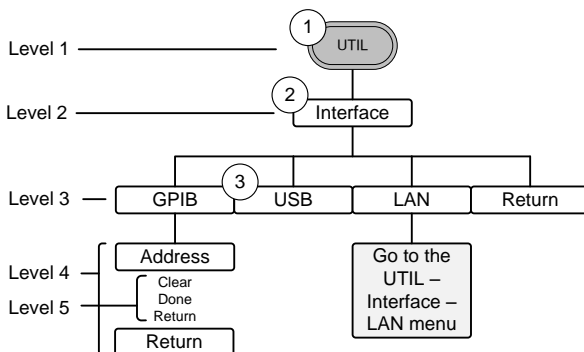 1
UTIL
Level 1
2
Interface
Level 2
3
Level 3
GPIB
USB
LAN
Return
Level 4
Address
Level 5
Clear
Done
Return
Return
Go to the
UTIL –
Interface –
LAN menu